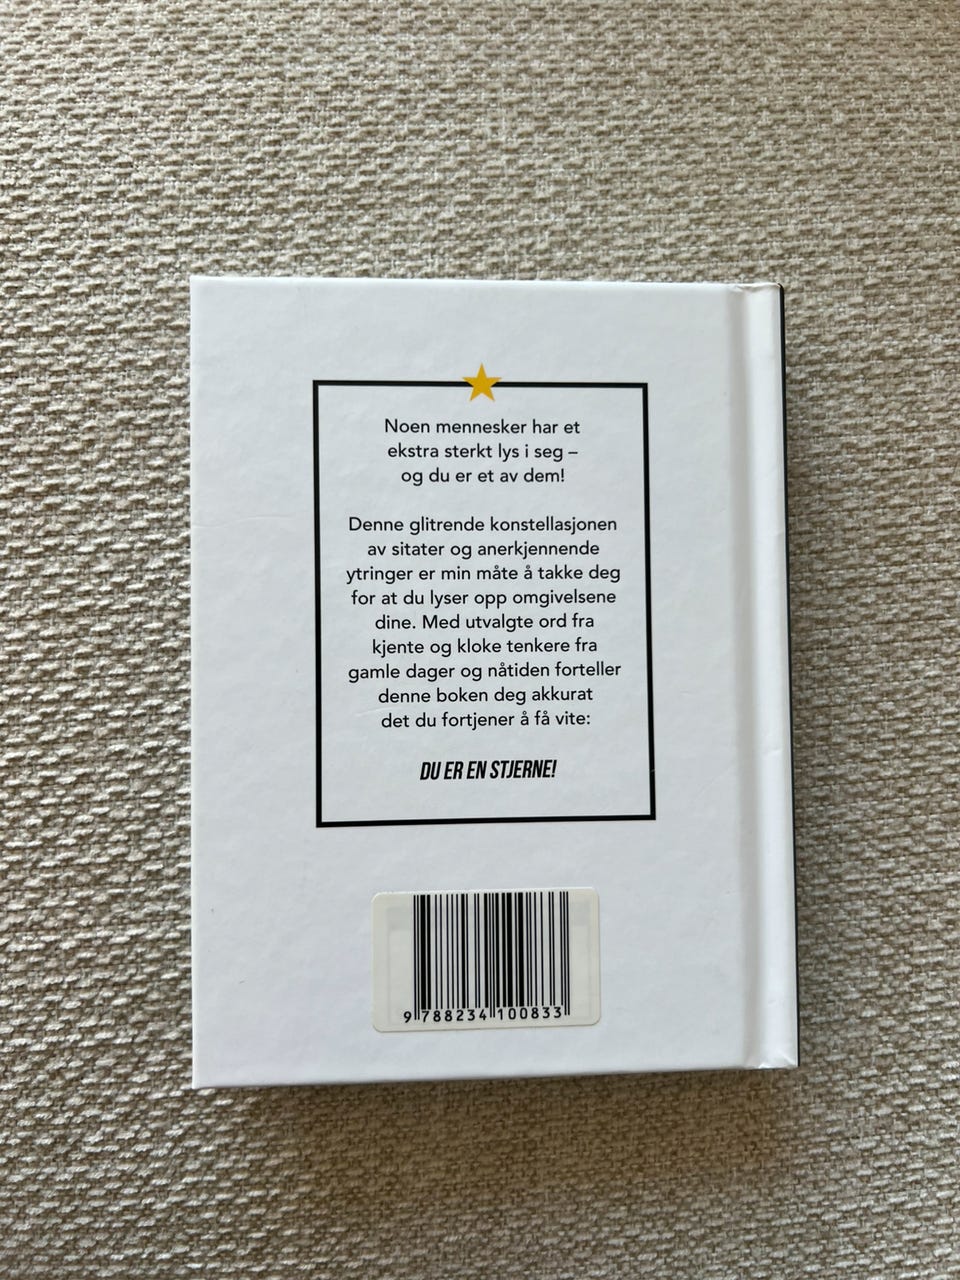 Noen mennesker har et
ekstra sterkt lys i seg –
og du er et av dem!
Denne glitrende konstellasjonen
av sitater og anerkjennende
ytringer er min måte å takke deg
for at du lyser opp omgivelsene
dine. Med utvalgte ord fra
kjente og kloke tenkere fra
gamle dager og nåtiden forteller
denne boken deg akkurat
det du fortjener å få vite:
DU ER EN STJERNE!
9 788234 100833